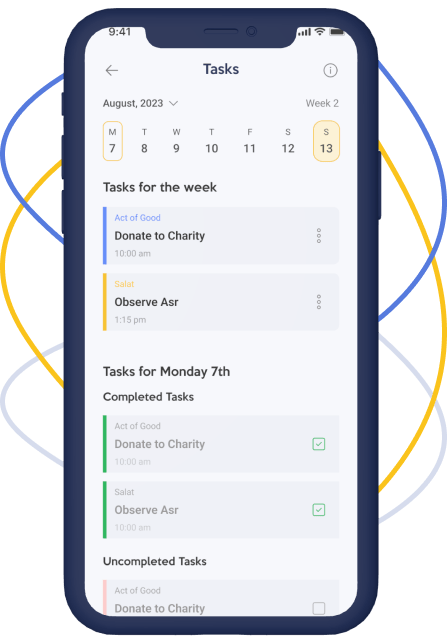 9:41
Tasks
August, 2023
Week 2
M T W T F S S
7 8 9 10 11 12 13
Tasks for the week
Act of Good
Donate to Charity
10:00 am
Salat
Observe Asr
1:15 pm
Tasks for Monday 7th
Completed Tasks
Act of Good
Donate to Charity
10:00 am
Salat
Observe Asr
10:00 am
Uncompleted Tasks
Act of Good
Donate to Charity